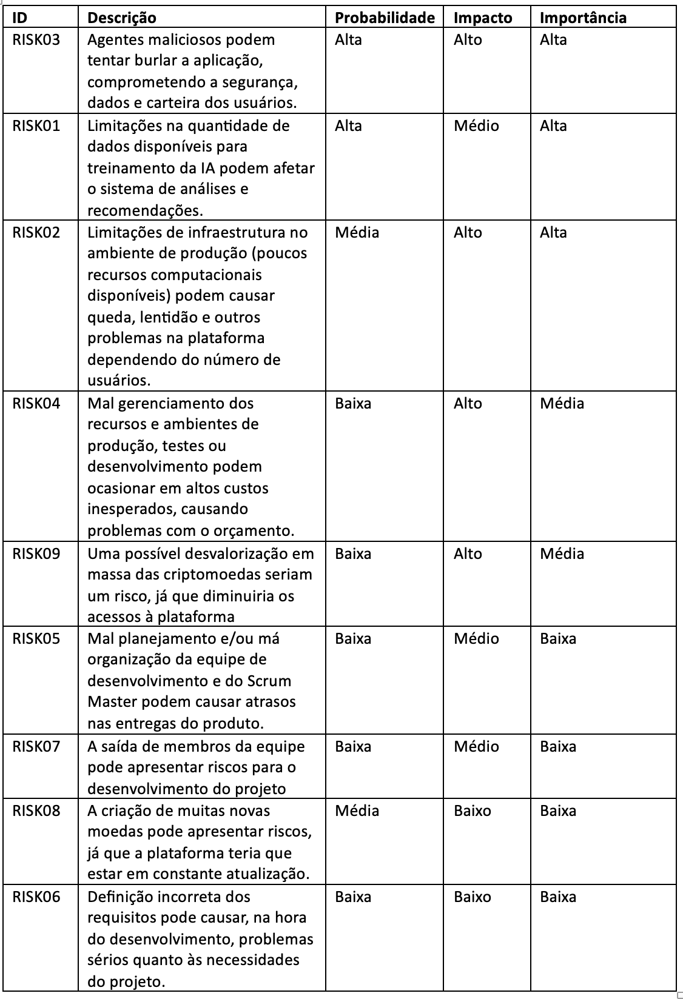 ID Descrição Probabilidade Impacto Importância
RISK03 Agentes maliciosos podem Alta Alto Alta
tentar burlar a aplicação,
comprometendo a segurança,
dados e carteira dos usuários.
RISK01 Limitações na quantidade de Alta Médio Alta
dados disponíveis para
treinamento da IA podem afetar
o sistema de análises e
recomendações.
RISK02 Limitações de infraestrutura no Média Alto Alta
ambiente de produção (poucos
recursos computacionais
disponíveis) podem causar
queda, lentidão e outros
problemas na plataforma
dependendo do número de
usuários.
RISK04 Mal gerenciamento dos Baixa Alto Média
recursos e ambientes de
produção, testes ou
desenvolvimento podem
ocasionar em altos custos
inesperados, causando
problemas com o orçamento.
RISK09 Uma possível desvalorização em Baixa Alto Média
massa das criptomoedas seriam
um risco, já que diminuiria os
acessos à plataforma
RISK05 Mal planejamento e/ou má Baixa Médio Baixa
organização da equipe de
desenvolvimento e do Scrum
Master podem causar atrasos
nas entregas do produto.
RISK07 A saída de membros da equipe Baixa Médio Baixa
pode apresentar riscos para o
desenvolvimento do projeto
RISK08 A criação de muitas novas Média Baixo Baixa
moedas pode apresentar riscos,
já que a plataforma teria que
estar em constante atualização.
RISK06 Definição incorreta dos Baixa Baixo Baixa
requisitos pode causar, na hora
do desenvolvimento, problemas
sérios quanto às necessidades
do projeto.